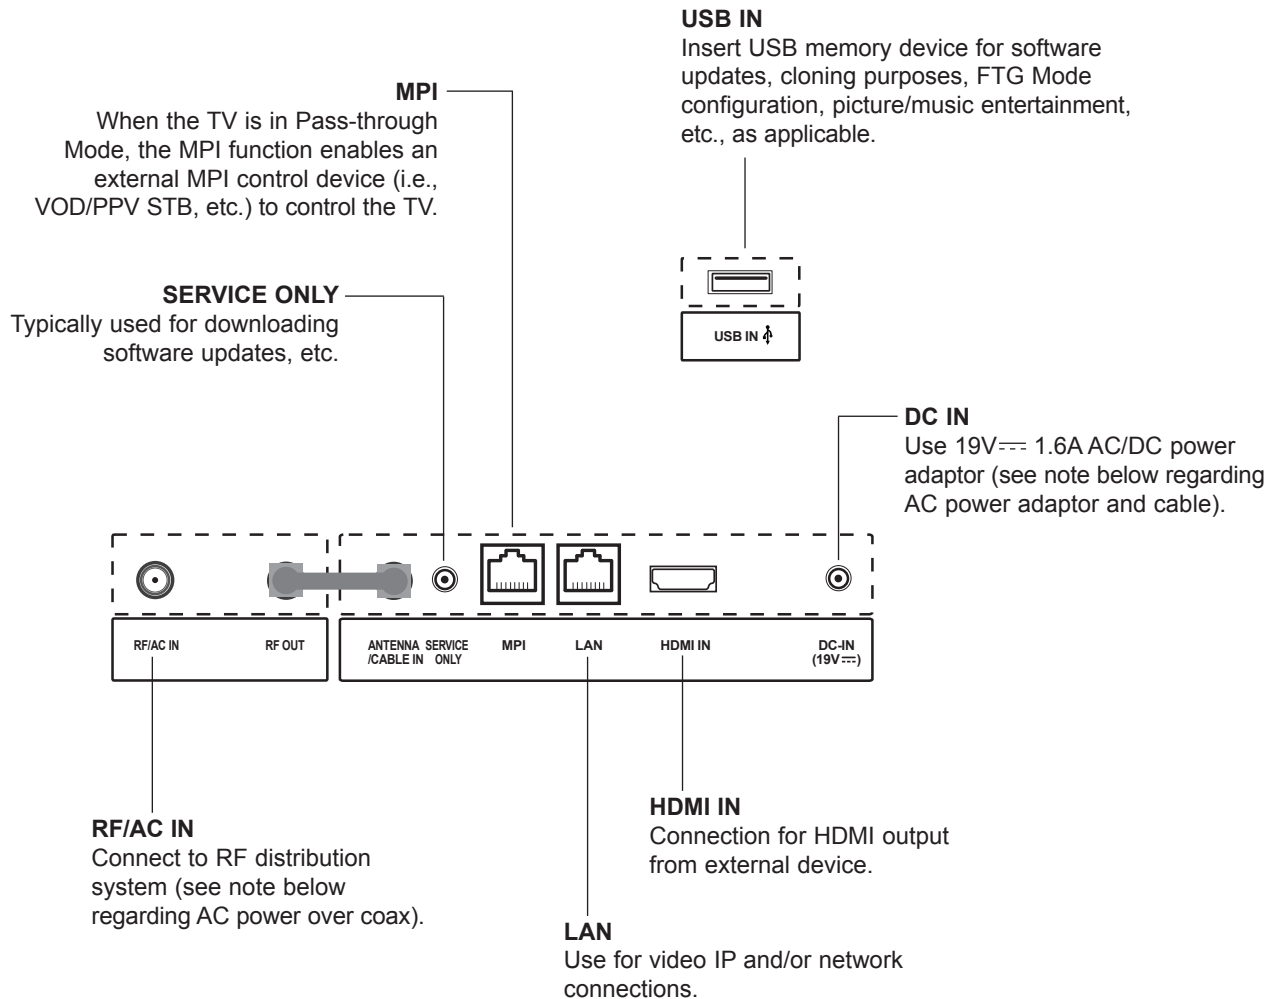 USB IN
Insert USB memory device for software
updates, cloning purposes, FTG Mode
configuration, picture/music entertainment,
etc., as applicable.
MPI
When the TV is in Pass-through
Mode, the MPI function enables an
external MPI control device (i.e.,
VOD/PPV STB, etc.) to control the TV.
SERVICE ONLY
Typically used for downloading
software updates, etc.
USB IN
DC IN
Use 19V⎓ 1.6A AC/DC power
adaptor (see note below regarding
AC power adaptor and cable).
RF/AC IN
RF OUT
ANTENNA
/CABLE IN
SERVICE
ONLY
MPI
LAN
HDMI IN
DC-IN
(19V⎓)
RF/AC IN
Connect to RF distribution
system (see note below
regarding AC power over coax).
HDMI IN
Connection for HDMI output
from external device.
LAN
Use for video IP and/or network
connections.